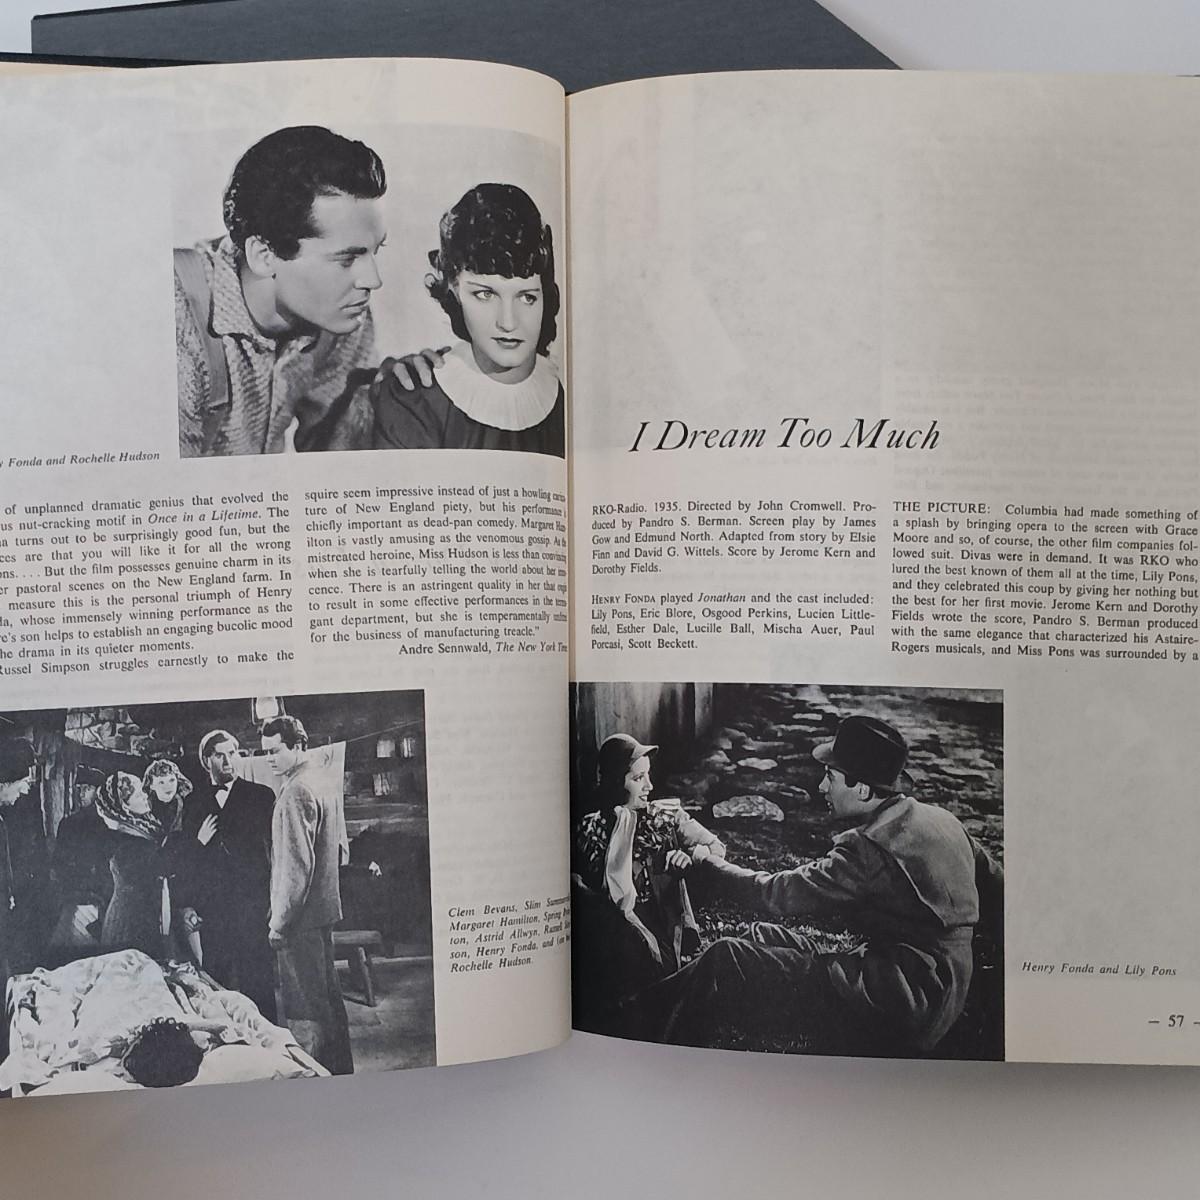 y Fonda and Rochelle Hudson
of unplanned dramatic genius that evolved the
us nut-cracking motif in Once in a Lifetime. The
turns out to be surprisingly good fun, but the
ces are that you will like it for all the wrong
ons. . . . But the film possesses genuine charm in its
er pastoral scenes on the New England farm. In
measure this is the personal triumph of Henry
da, whose immensely winning performance as the
re's son helps to establish an engaging bucolic mood
he drama in its quieter moments.
Russel Simpson struggles earnestly to make the
squire seem impressive instead of just a howling
ture of New England piety, but his performance
chiefly important as dead-pan comedy. Margaret
ilton is vastly amusing as the venomous gossip. As the
mistreated heroine, Miss Hudson is less than convincing
when she is tearfully telling the world about her
cence. There is an astringent quality in her that
to result in some effective performances in the
gant department, but she is temperamentally
for the business of manufacturing treacle."
Andre Sennwald, The New York
Clem Bevans, Slim
Margaret Hamilton, Spring
ton, Astrid Allwyn,
son, Henry Fonda, and
Rochelle Hudson.
I Dream Too Much
RKO-Radio. 1935. Directed by John Cromwell. Pro-
duced by Pandro S. Berman. Screen play by James
Gow and Edmund North. Adapted from story by Elsie
Finn and David G. Wittels. Score by Jerome Kern and
Dorothy Fields.
HENRY FONDA played Jonathan and the cast included:
Lily Pons, Eric Blore, Osgood Perkins, Lucien Little-
field, Esther Dale, Lucille Ball, Mischa Auer, Paul
Porcasi, Scott Beckett.
THE PICTURE: Columbia had made something of
a splash by bringing opera to the screen with Grace
Moore and so, of course, the other film companies fol-
lowed suit. Divas were in demand. It was RKO who
lured the best known of them all at the time, Lily Pons,
and they celebrated this coup by giving her nothing but
the best for her first movie. Jerome Kern and Dorothy
Fields wrote the score, Pandro S. Berman produced
with the same elegance that characterized his Astaire-
Rogers musicals, and Miss Pons was surrounded by a
Henry Fonda and Lily Pons
— 57 —